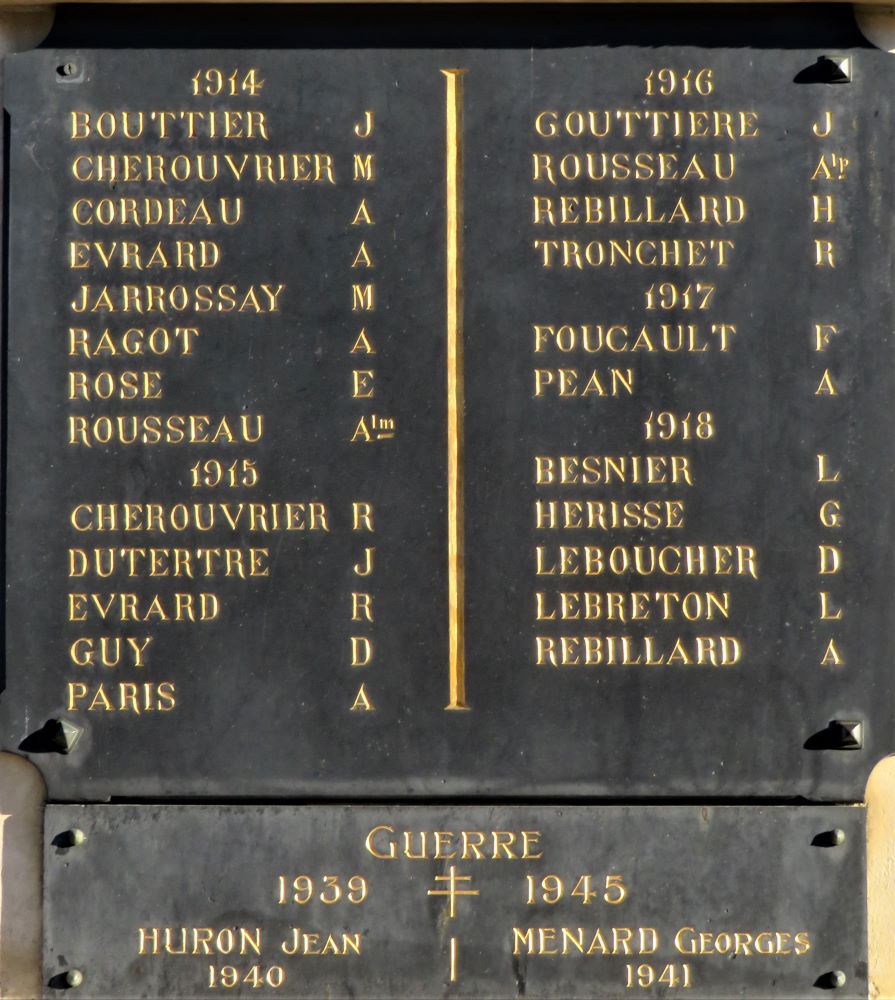 1914
BOUTTIER J
CHEROUVRIER M
CORDEAU A
EVRARD A
JARROSSAY M
RAGOT A
ROSE E
ROUSSEAU Alm
1915
CHEROUVRIER R
DUTERTRE J
EVRARD R
GUY D
PARIS A
1916
GOUTTIERE J
ROUSSEAU Alp
REBILLARD H
TRONCHET R
1917
FOUCAULT F
PEAN A
1918
BESNIER L
HERISSE G
LEBOUCHER D
LEBRETON L
REBILLARD A
GUERRE
1939 1945
HURON JEAN
1940
MENARD GEORGES
1941